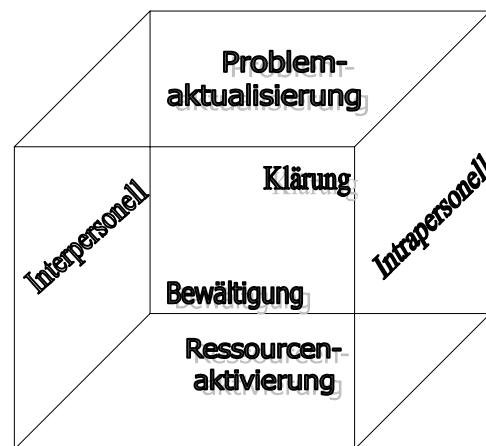 Problem-
aktualisierung
Klärung
Interpersonell
Intrapersonell
Bewältigung
Ressourcen-
aktivierung